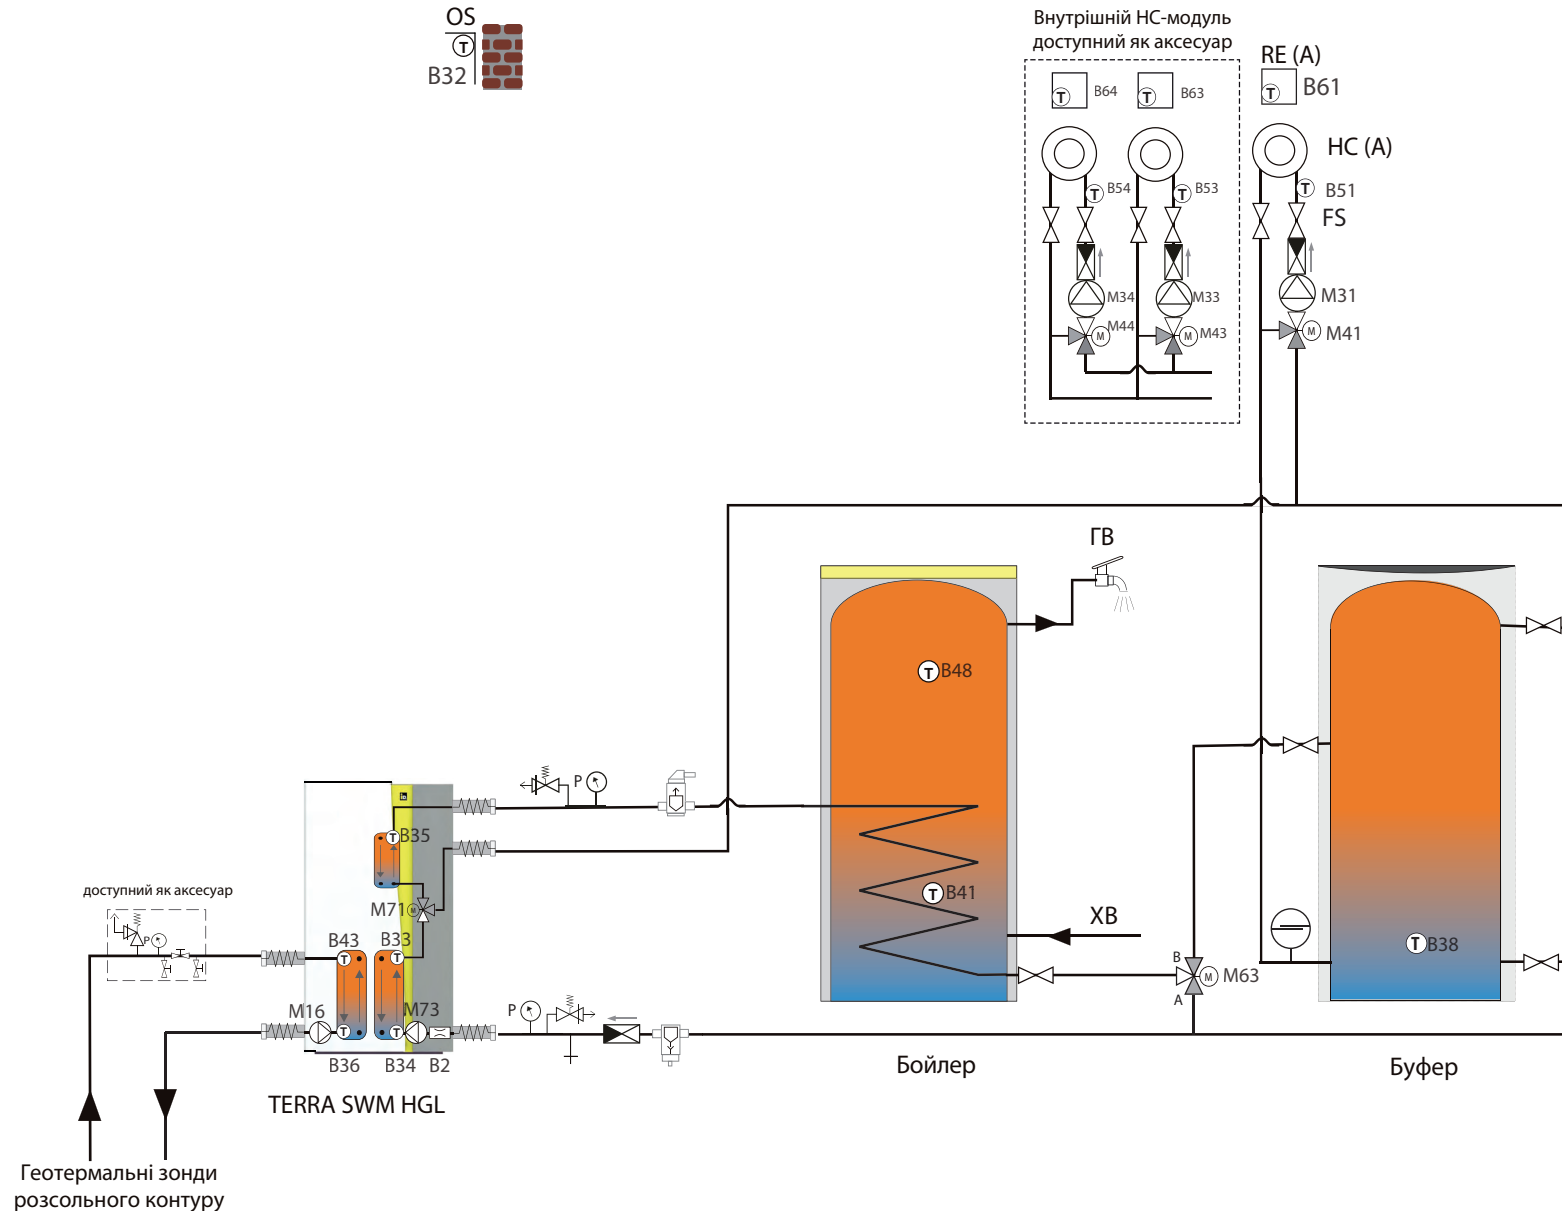 OS
T
B32
Внутрішній НС-модуль
доступний як аксесуар
T B64
T B63
RE (A)
T B61
HC (A)
T B54
T B53
T B51
FS
M34
M33
M31
M M44
M M43
M M41
ГВ
T B48
P
T B35
T B41
M71 M
ХВ
доступний як аксесуар
P
B43
B33
T
T
T B38
B
M M63
A
M16
M73
P
T
T
B36
B34
B2
Бойлер
Буфер
TERRA SWM HGL
Геотермальні зонди
розсольного контуру